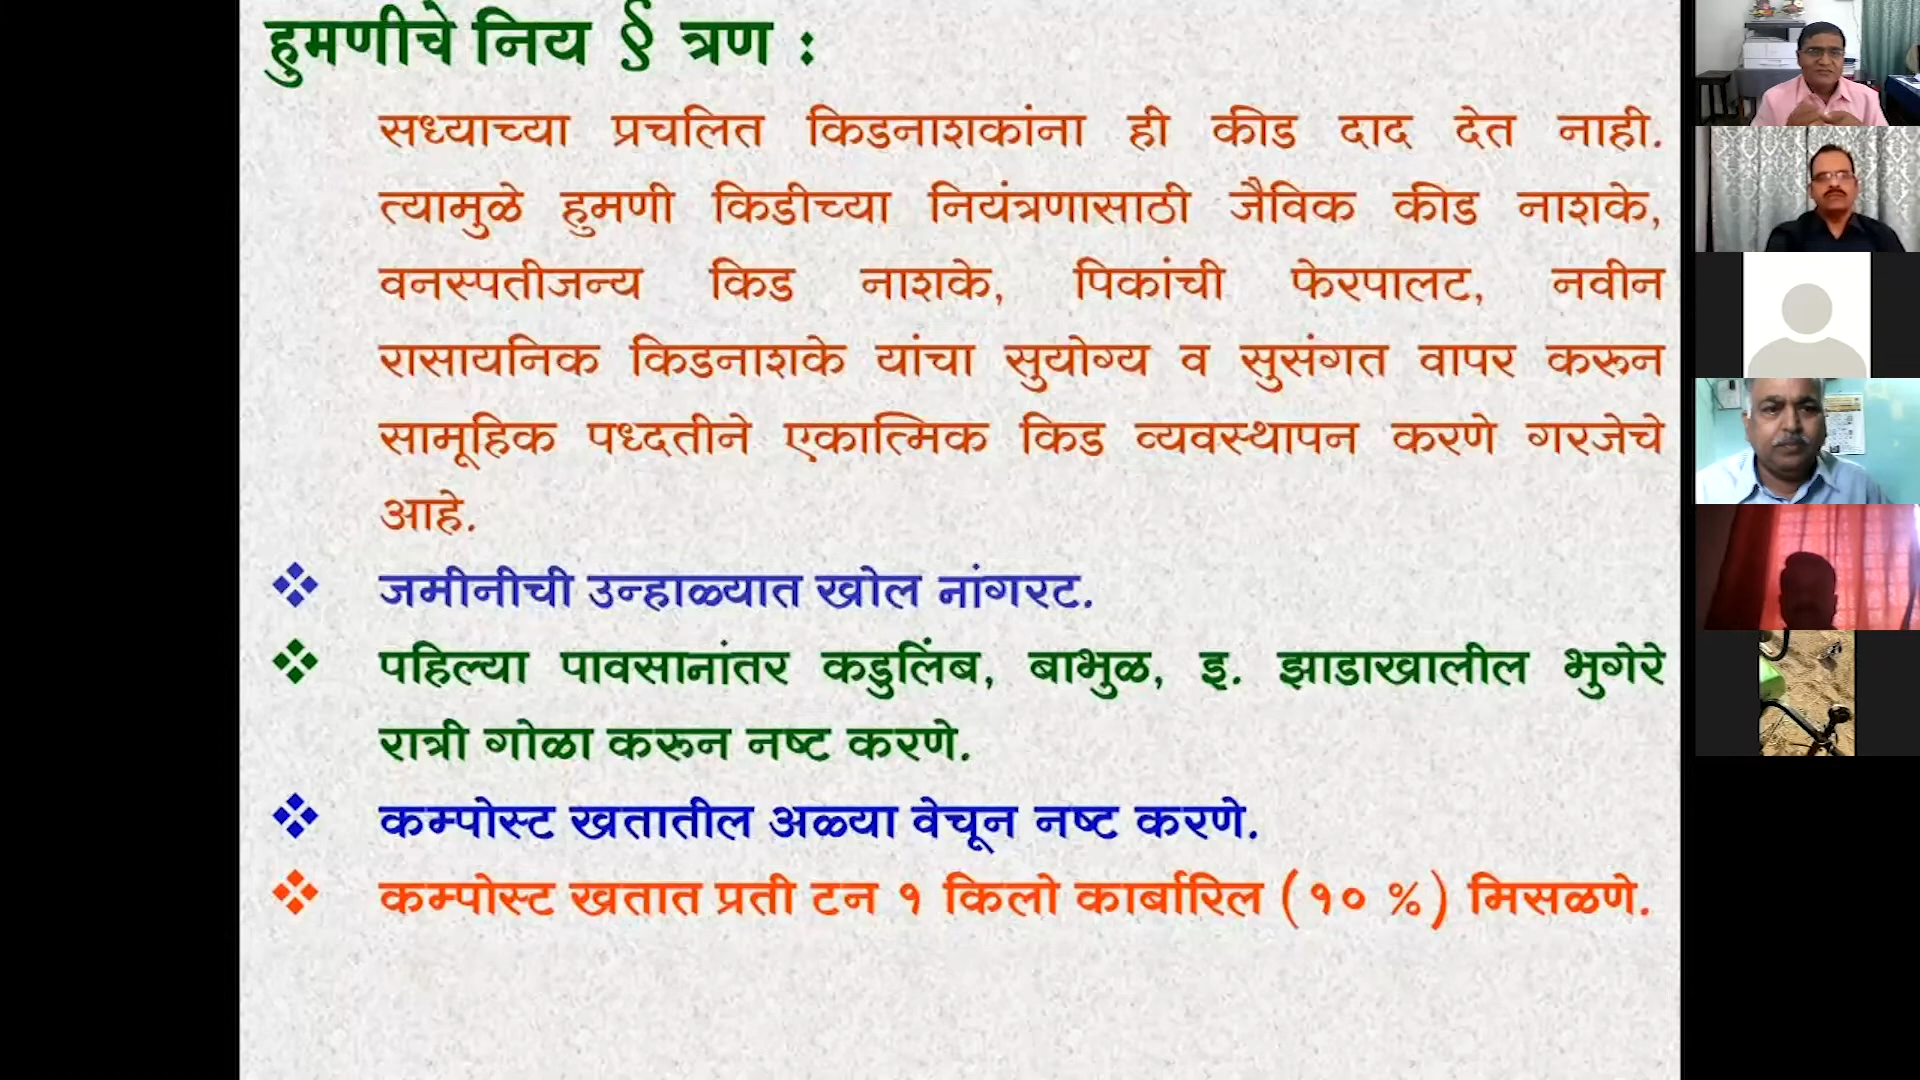 हुमणीचे निय § त्रण :
सध्याच्या प्रचलित किडनाशकांना ही कीड दाद देत नाही.
त्यामुळे हुमणी किडीच्या नियंत्रणासाठी जैविक कीड नाशके,
वनस्पतीजन्य किड नाशके, पिकांची फेरपालट, नवीन
रासायनिक किडनाशके यांचा सुयोग्य व सुसंगत वापर करून
सामूहिक पध्दतीने एकात्मिक किड व्यवस्थापन करणे गरजेचे
आहे.
❖ जमीनीची उन्हाळ्यात खोल नांगरट.
❖ पहिल्या पावसानांतर कडुलिंब, बाभुळ, इ. झाडाखालील भुगेरे
रात्री गोळा करून नष्ट करणे.
❖ कम्पोस्ट खतातील अळ्या वेचून नष्ट करणे.
❖ कम्पोस्ट खतात प्रती टन १ किलो कार्बारिल (१० %) मिसळणे.